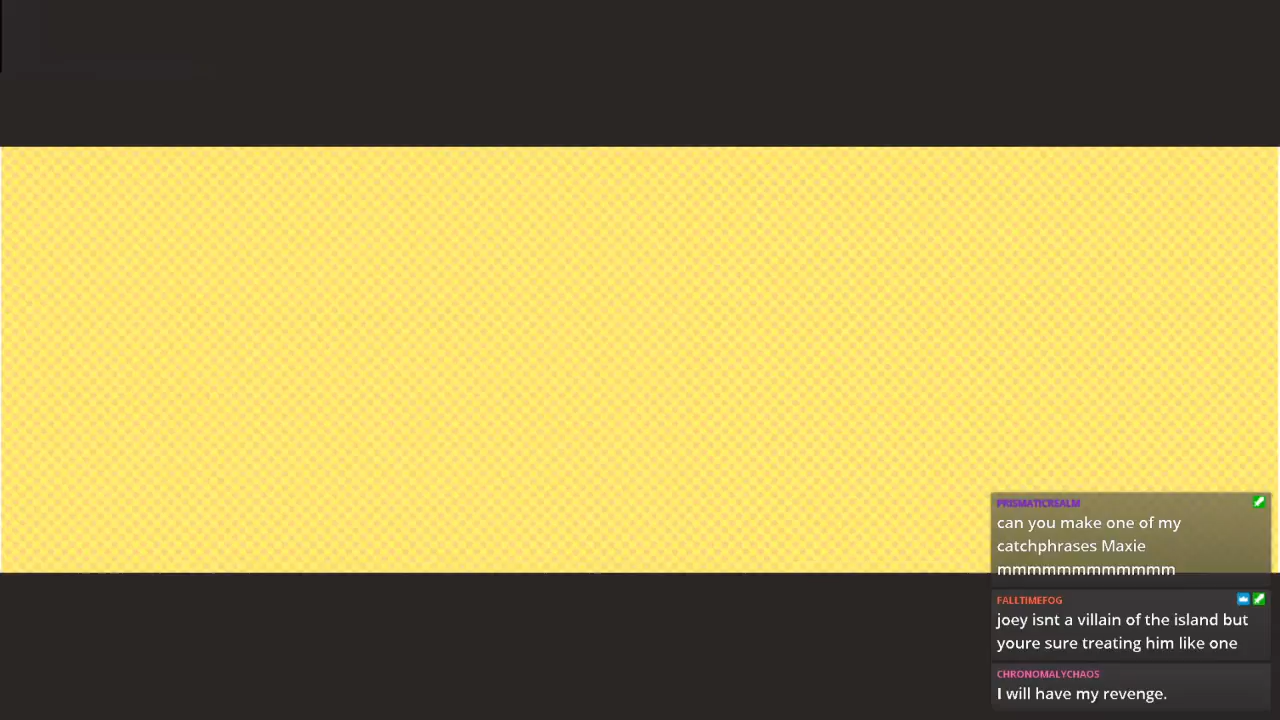 PRISMATICREALM
can you make one of my
catchphrases Maxie
mmmmmmmmmmmm
FALLTIMEFOG
joey isnt a villain of the island but
youre sure treating him like one
CHRONOMALYCHAOS
I will have my revenge.